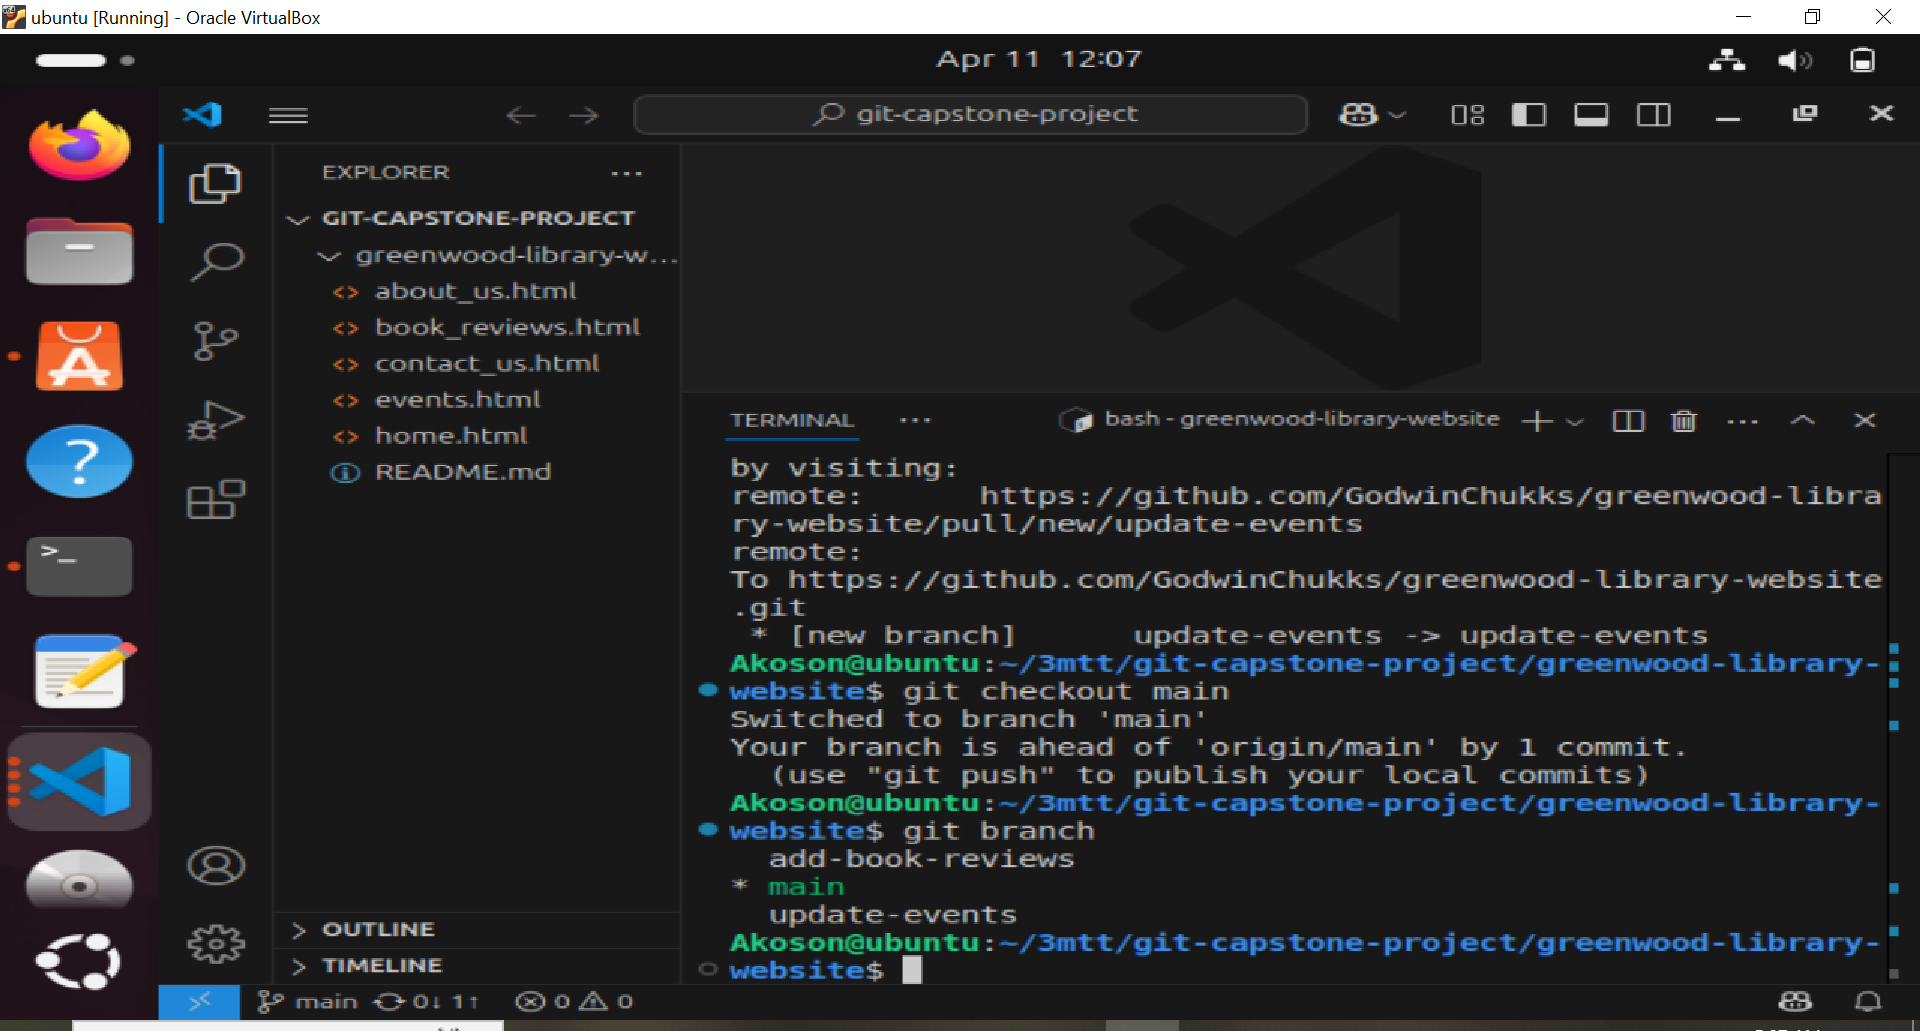 ubuntu [Running] - Oracle VirtualBox
Apr 11 12:07
git-capstone-project
EXPLORER
GIT-CAPSTONE-PROJECT
greenwood-library-w...
<> about_us.html
<> book_reviews.html
<> contact_us.html
<> events.html
<> home.html
README.md
OUTLINE
TIMELINE
TERMINAL
bash - greenwood-library-website
by visiting:
remote:      https://github.com/GodwinChukks/greenwood-libra
ry-website/pull/new/update-events
remote:
To https://github.com/GodwinChukks/greenwood-library-website
.git
 * [new branch]      update-events -> update-events
Akoson@ubuntu:~/3mtt/git-capstone-project/greenwood-library-
website$ git checkout main
Switched to branch 'main'
Your branch is ahead of 'origin/main' by 1 commit.
  (use "git push" to publish your local commits)
Akoson@ubuntu:~/3mtt/git-capstone-project/greenwood-library-
website$ git branch
  add-book-reviews
* main
  update-events
Akoson@ubuntu:~/3mtt/git-capstone-project/greenwood-library-
website$
main 0↓ 1↑ 0 0